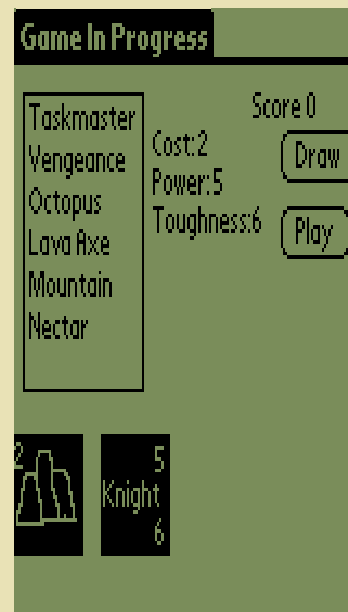 Game In Progress
Score 0
Taskmaster
Vengeance
Octopus
Lava Axe
Mountain
Nectar
Cost:2
Power:5
Toughness:6
Draw
Play
2
5
Knight
6